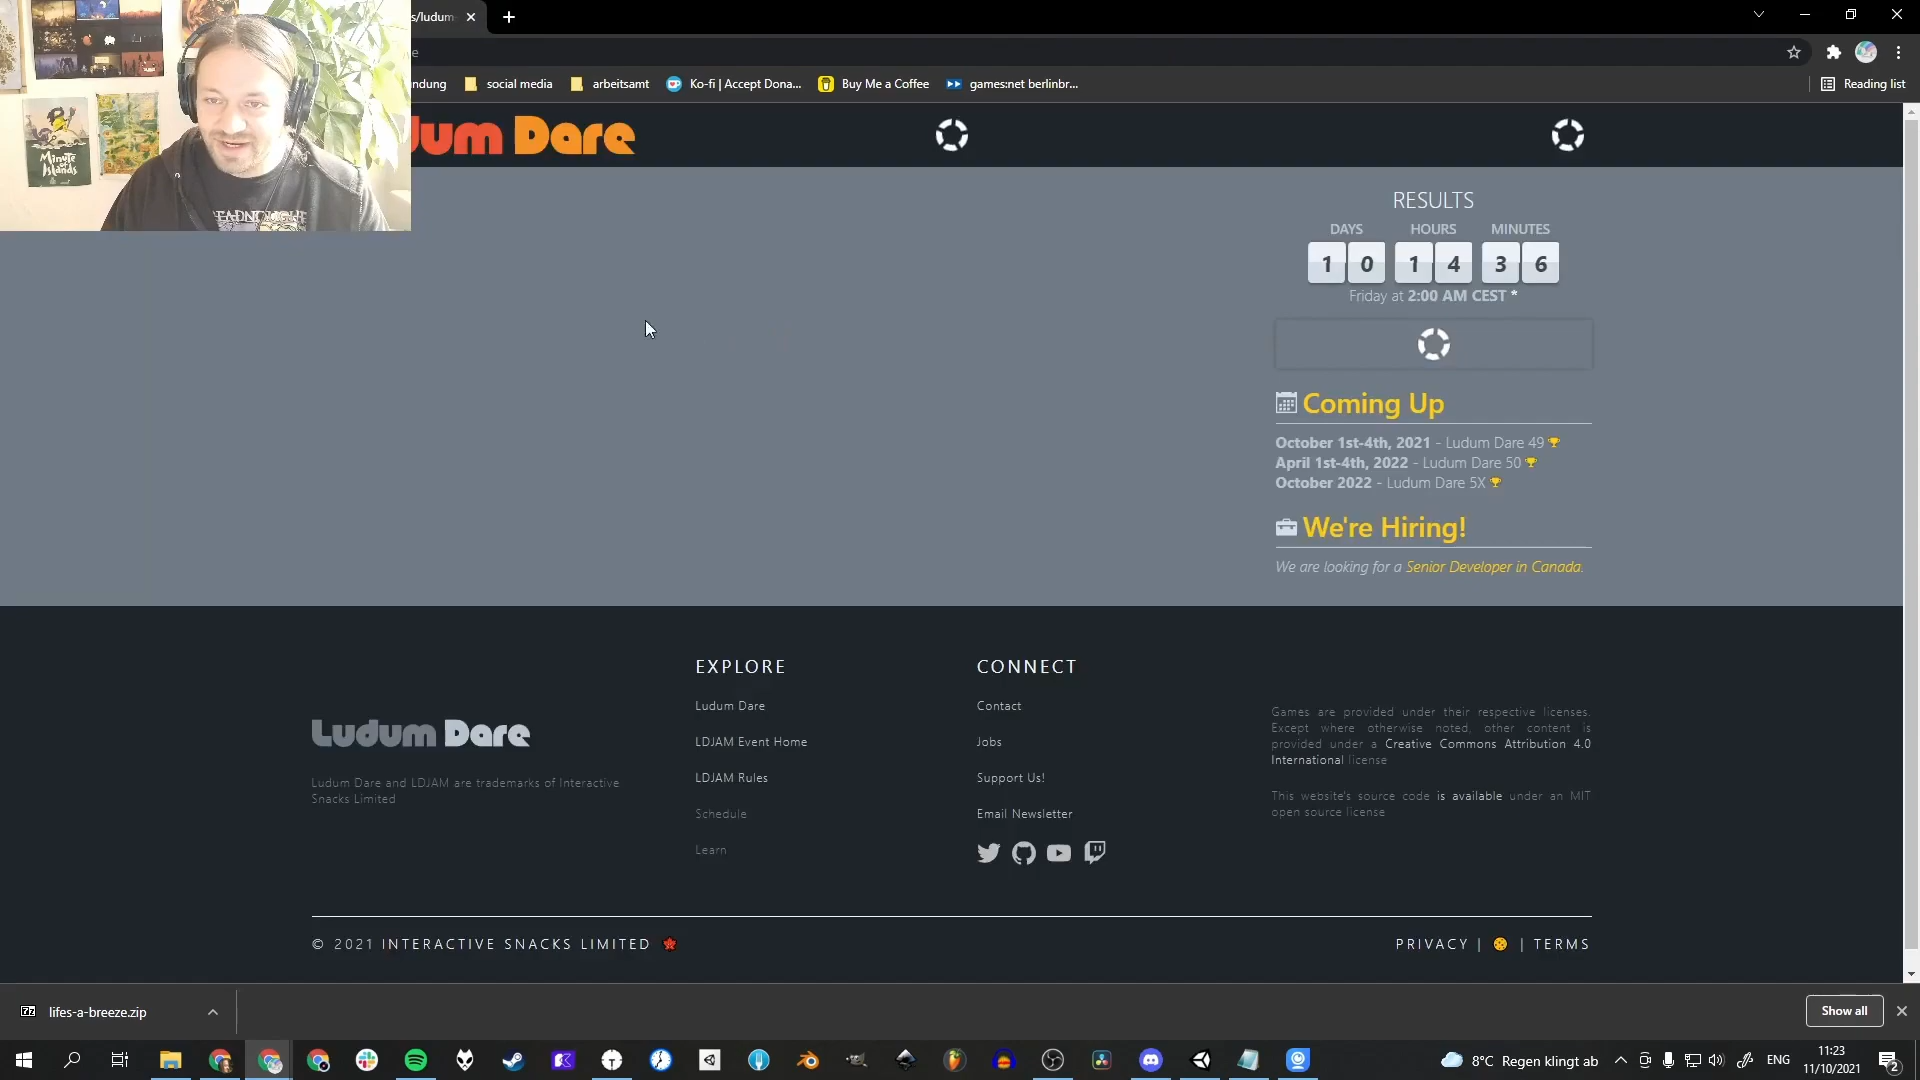 s/ludum
e
ndung
social media
arbeitsamt
Ko-fi | Accept Dona...
Buy Me a Coffee
games:net berlinbr...
Reading list
Minute
of
Islands
dum Dare
RESULTS
DAYS HOURS MINUTES
1 0 1 4 3 6
Friday at 2:00 AM CEST *
Coming Up
October 1st-4th, 2021 - Ludum Dare 49
April 1st-4th, 2022 - Ludum Dare 50
October 2022 - Ludum Dare 5X
We're Hiring!
We are looking for a Senior Developer in Canada.
Ludum Dare
Ludum Dare and LDJAM are trademarks of Interactive
Snacks Limited
EXPLORE
Ludum Dare
LDJAM Event Home
LDJAM Rules
Schedule
Learn
CONNECT
Contact
Jobs
Support Us!
Email Newsletter
Games are provided under their respective licenses.
Except where otherwise noted, other content is
provided under a Creative Commons Attribution 4.0
International license
This website's source code is available under an MIT
open source license
© 2021 INTERACTIVE SNACKS LIMITED
PRIVACY | | TERMS
lifes-a-breeze.zip
Show all
8°C Regen klingt ab
ENG
11:23
11/10/2021
2